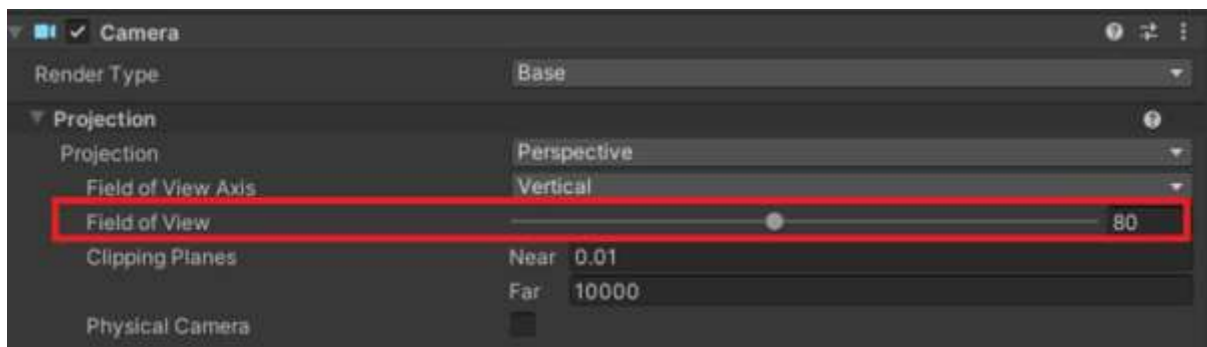 Camera
Render Type Base
Projection
Projection Perspective
Field of View Axis Vertical
Field of View 80
Clipping Planes Near 0.01
Far 10000
Physical Camera